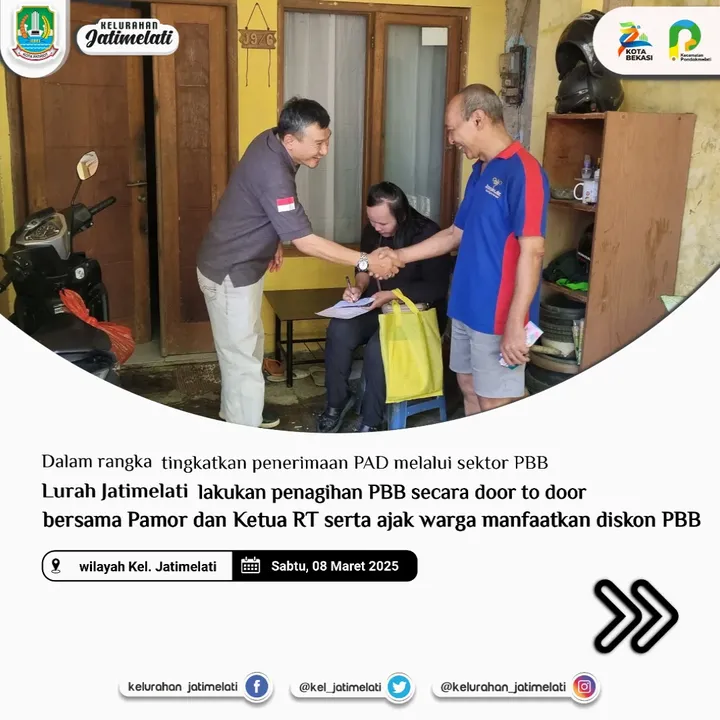 KELURAHAN
Jatimelati
J9/6
KOTA
BEKASI
Kecamatan
Pondokmelati
Dalam rangka tingkatkan penerimaan PAD melalui sektor PBB
Lurah Jatimelati lakukan penagihan PBB secara door to door
bersama Pamor dan Ketua RT serta ajak warga manfaatkan diskon PBB
wilayah Kel. Jatimelati
Sabtu, 08 Maret 2025
kelurahan jatimelati
@kel_jatimelati
@kelurahan_jatimelati